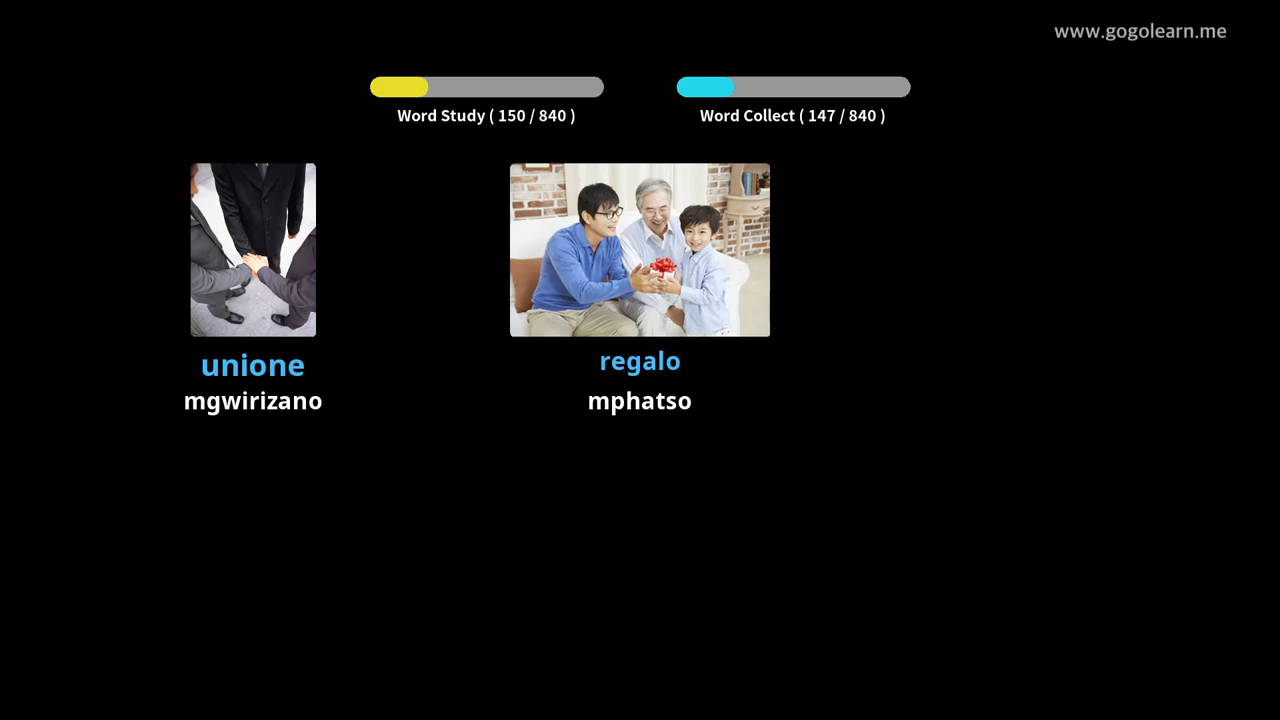 www.gogolearn.me
Word Study ( 150 / 840 )
Word Collect ( 147 / 840 )
unione
mgwirizano
regalo
mphatso